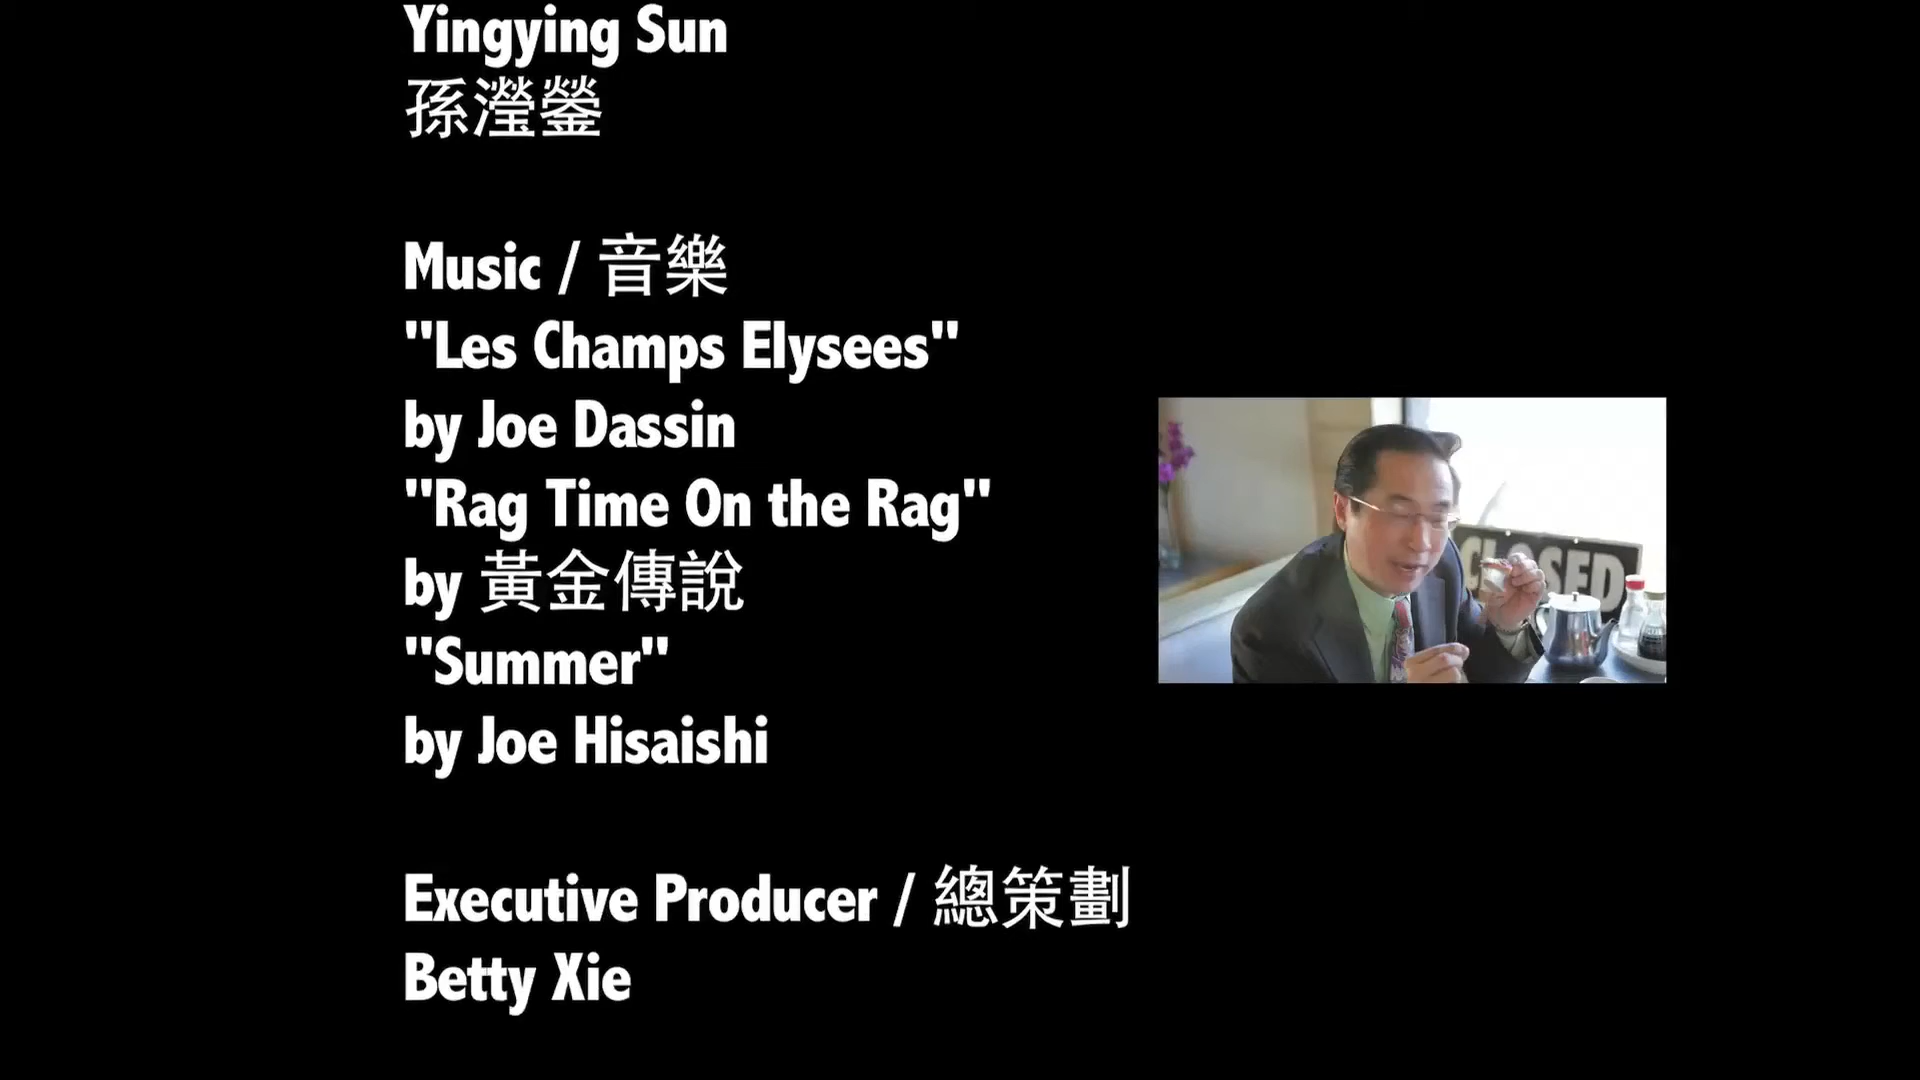 Yingying Sun
孫瀅鎣
Music / 音樂
"Les Champs Elysees"
by Joe Dassin
"Rag Time On the Rag"
by 黃金傳說
"Summer"
by Joe Hisaishi
CLOSED
Executive Producer / 總策劃
Betty Xie